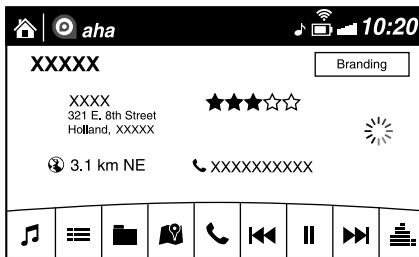 aha
10:20
XXXXX
Branding
XXXX
321 E. 8th Street
Holland, XXXXX
3.1 km NE
XXXXXXXXXX